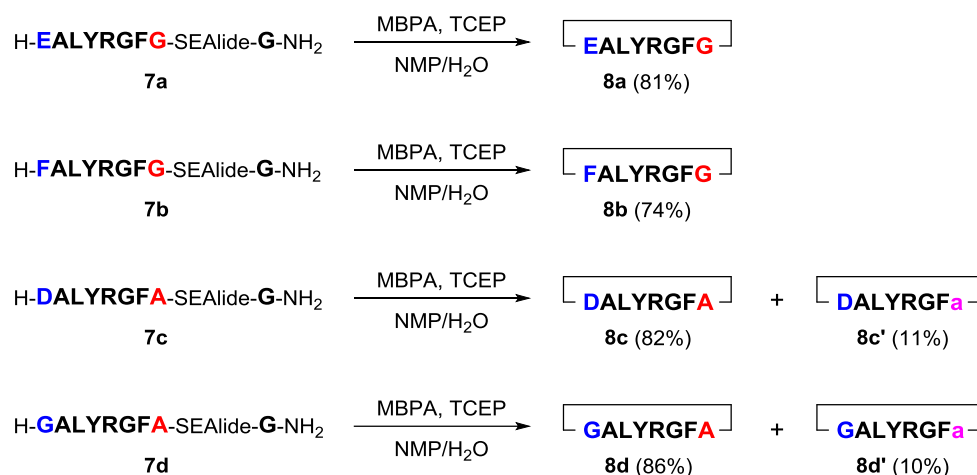 MBPA, TCEP
H-EALYRGFG-SEAlide-G-NH2 EALYRGFG
NMP/H2O
7a 8a (81%)
MBPA, TCEP
H-FALYRGFG-SEAlide-G-NH2 FALYRGFG
NMP/H2O
7b 8b (74%)
MBPA, TCEP
H-DALYRGFA-SEAlide-G-NH2 DALYRGFA + DALYRGFa
NMP/H2O
7c 8c (82%) 8c' (11%)
MBPA, TCEP
H-GALYRGFA-SEAlide-G-NH2 GALYRGFA + GALYRGFa
NMP/H2O
7d 8d (86%) 8d' (10%)